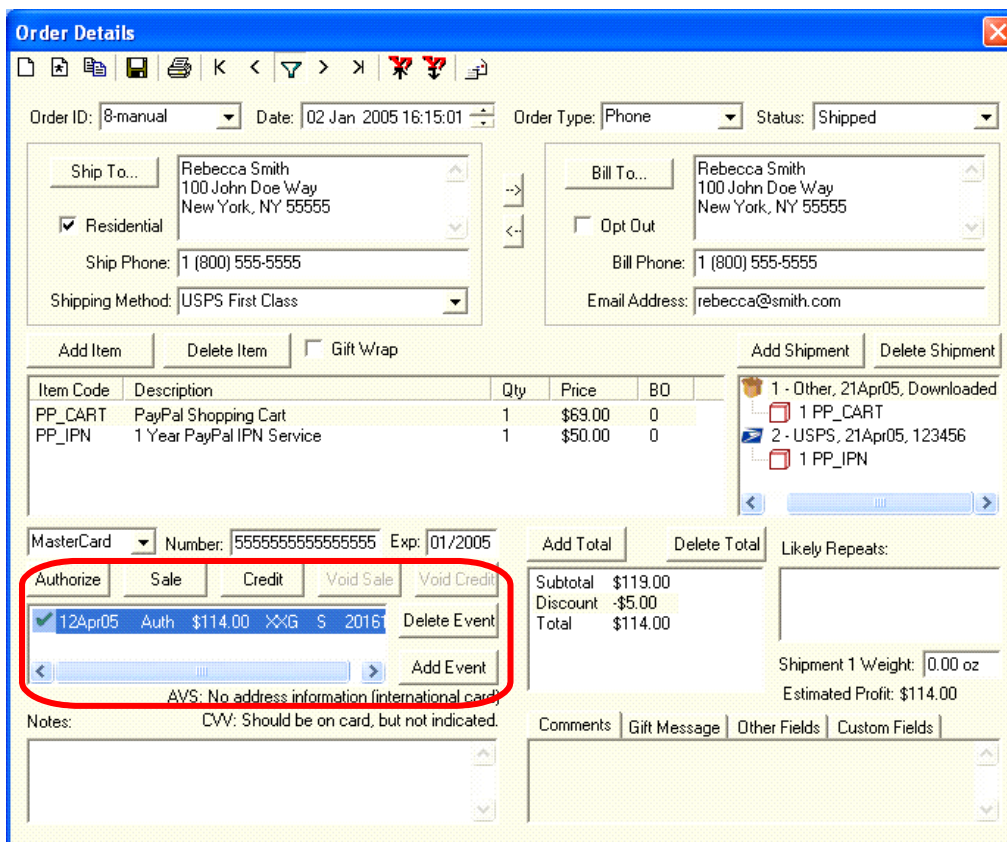 Order Details
Order ID: 8-manual Date: 02 Jan 2005 16:15:01 Order Type: Phone Status: Shipped
Ship To...
Rebecca Smith
100 John Doe Way
New York, NY 55555
Residential
-->
<--
Bill To...
Rebecca Smith
100 John Doe Way
New York, NY 55555
Opt Out
Ship Phone: 1 (800) 555-5555
Bill Phone: 1 (800) 555-5555
Shipping Method: USPS First Class
Email Address: rebecca@smith.com
Add Item Delete Item Gift Wrap
Add Shipment Delete Shipment
Item Code Description Qty Price BO
PP_CART PayPal Shopping Cart 1 $69.00 0
PP_IPN 1 Year PayPal IPN Service 1 $50.00 0
1 - Other, 21Apr05, Downloaded
1 PP_CART
2 - USPS, 21Apr05, 123456
1 PP_IPN
MasterCard Number: 5555555555555555 Exp: 01/2005
Authorize Sale Credit Void Sale Void Credit
12Apr05 Auth $114.00 XXG S 20161
Delete Event
Add Event
AVS: No address information (international card)
CVV: Should be on card, but not indicated.
Add Total Delete Total
Subtotal $119.00
Discount -$5.00
Total $114.00
Likely Repeats:
Shipment 1 Weight: 0.00 oz
Estimated Profit: $114.00
Notes:
Comments Gift Message Other Fields Custom Fields